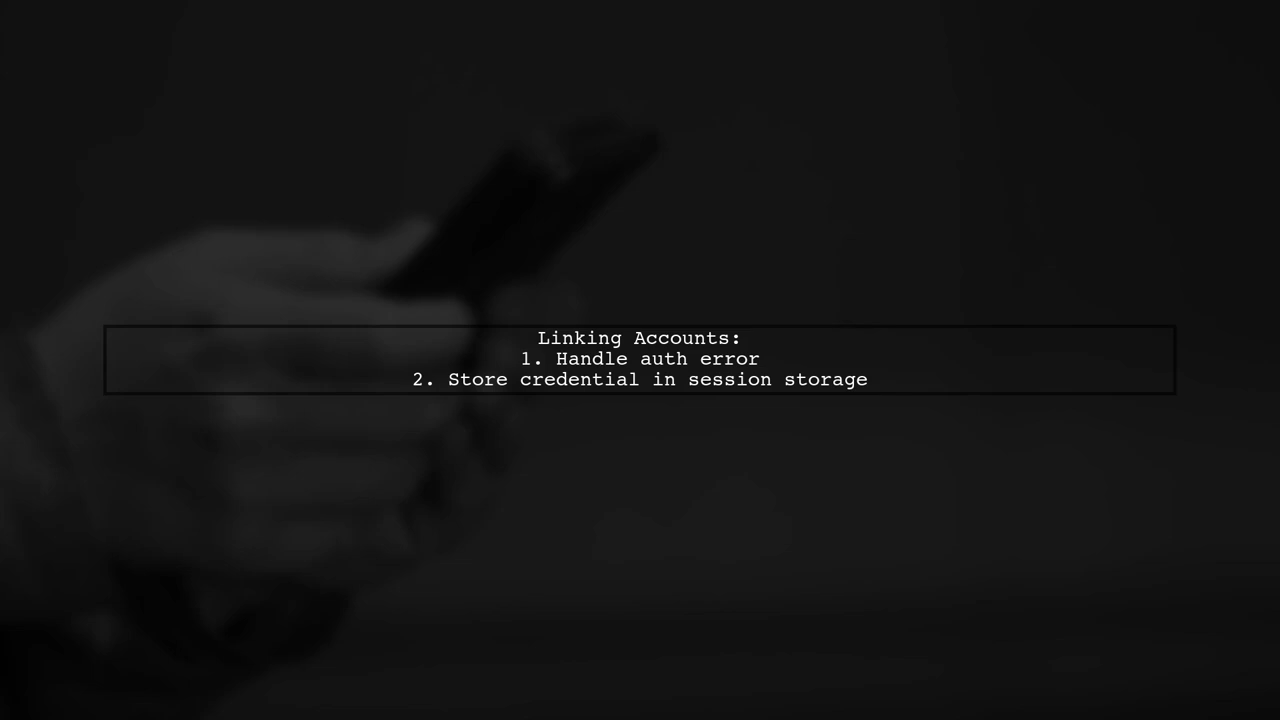 Linking Accounts:
1. Handle auth error
2. Store credential in session storage